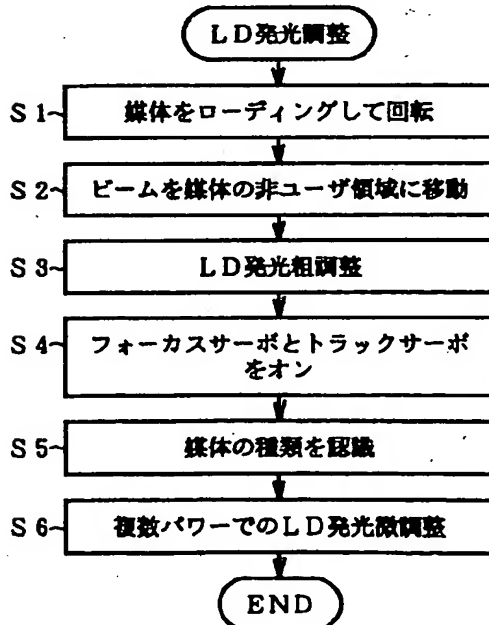 LD発光調整
S1~ 媒体をローディングして回転
S2~ ビームを媒体の非ユーザ領域に移動
S3~ LD発光粗調整
S4~ フォーカスサーボとトラックサーボ
をオン
S5~ 媒体の種類を認識
S6~ 複数パワーでのLD発光微調整
END